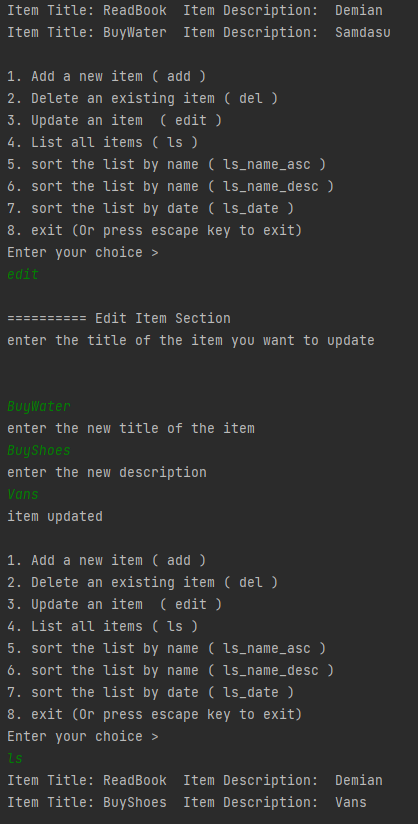 Item Title: ReadBook  Item Description:  Demian
Item Title: BuyWater  Item Description:  Samdasu
1. Add a new item ( add )
2. Delete an existing item ( del )
3. Update an item  ( edit )
4. List all items ( ls )
5. sort the list by name ( ls_name_asc )
6. sort the list by name ( ls_name_desc )
7. sort the list by date ( ls_date )
8. exit (Or press escape key to exit)
Enter your choice >
edit
========== Edit Item Section
enter the title of the item you want to update
BuyWater
enter the new title of the item
BuyShoes
enter the new description
Vans
item updated
1. Add a new item ( add )
2. Delete an existing item ( del )
3. Update an item  ( edit )
4. List all items ( ls )
5. sort the list by name ( ls_name_asc )
6. sort the list by name ( ls_name_desc )
7. sort the list by date ( ls_date )
8. exit (Or press escape key to exit)
Enter your choice >
ls
Item Title: ReadBook  Item Description:  Demian
Item Title: BuyShoes  Item Description:  Vans